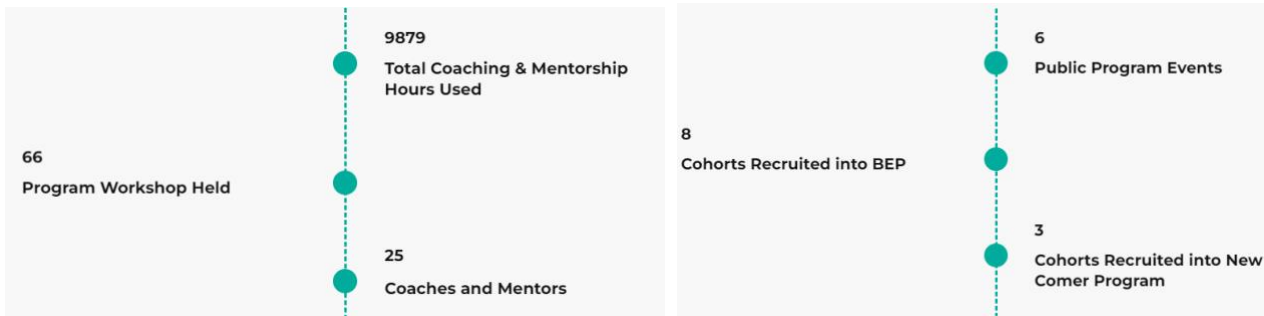 9879
Total Coaching & Mentorship
Hours Used
66
Program Workshop Held
25
Coaches and Mentors
6
Public Program Events
8
Cohorts Recruited into BEP
3
Cohorts Recruited into New
Comer Program